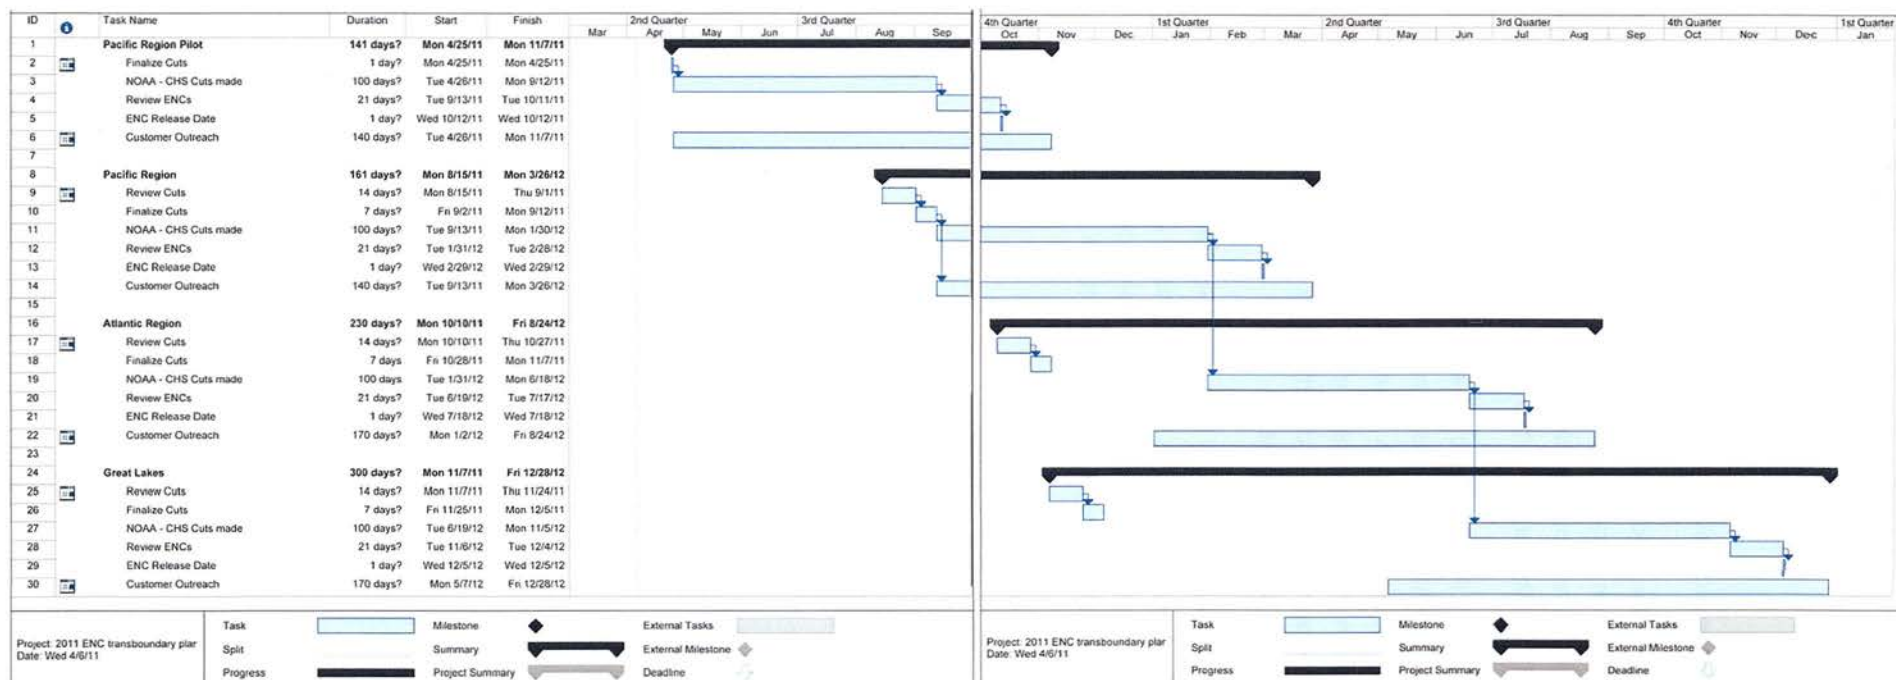 ID Task Name Duration Start Finish 2nd Quarter 3rd Quarter 4th Quarter 1st Quarter 2nd Quarter 3rd Quarter 4th Quarter 1st Quarter
Mar Apr May Jun Jul Aug Sep Oct Nov Dec Jan Feb Mar Apr May Jun Jul Aug Sep Oct Nov Dec Jan
1 Pacific Region Pilot 141 days? Mon 4/25/11 Mon 11/7/11
2 Finalize Cuts 1 day? Mon 4/25/11 Mon 4/25/11
3 NOAA - CHS Cuts made 100 days? Tue 4/26/11 Mon 9/12/11
4 Review ENCs 21 days? Tue 9/13/11 Tue 10/11/11
5 ENC Release Date 1 day? Wed 10/12/11 Wed 10/12/11
6 Customer Outreach 140 days? Tue 4/26/11 Mon 11/7/11
7
8 Pacific Region 161 days? Mon 8/15/11 Mon 3/26/12
9 Review Cuts 14 days? Mon 8/15/11 Thu 9/1/11
10 Finalize Cuts 7 days? Fri 9/2/11 Mon 9/12/11
11 NOAA - CHS Cuts made 100 days? Tue 9/13/11 Mon 1/30/12
12 Review ENCs 21 days? Tue 1/31/12 Tue 2/28/12
13 ENC Release Date 1 day? Wed 2/29/12 Wed 2/29/12
14 Customer Outreach 140 days? Tue 9/13/11 Mon 3/26/12
15
16 Atlantic Region 230 days? Mon 10/10/11 Fri 8/24/12
17 Review Cuts 14 days? Mon 10/10/11 Thu 10/27/11
18 Finalize Cuts 7 days Fri 10/28/11 Mon 11/7/11
19 NOAA - CHS Cuts made 100 days Tue 1/31/12 Mon 6/18/12
20 Review ENCs 21 days? Tue 6/19/12 Tue 7/17/12
21 ENC Release Date 1 day? Wed 7/18/12 Wed 7/18/12
22 Customer Outreach 170 days? Mon 1/2/12 Fri 8/24/12
23
24 Great Lakes 300 days? Mon 11/7/11 Fri 12/28/12
25 Review Cuts 14 days? Mon 11/7/11 Thu 11/24/11
26 Finalize Cuts 7 days? Fri 11/25/11 Mon 12/5/11
27 NOAA - CHS Cuts made 100 days? Tue 6/19/12 Mon 11/5/12
28 Review ENCs 21 days? Tue 11/6/12 Tue 12/4/12
29 ENC Release Date 1 day? Wed 12/5/12 Wed 12/5/12
30 Customer Outreach 170 days? Mon 5/7/12 Fri 12/28/12
Project: 2011 ENC transboundary plar
Date: Wed 4/6/11
Task Milestone External Tasks
Split Summary External Milestone
Progress Project Summary Deadline
Project: 2011 ENC transboundary plar
Date: Wed 4/6/11
Task Milestone External Tasks
Split Summary External Milestone
Progress Project Summary Deadline